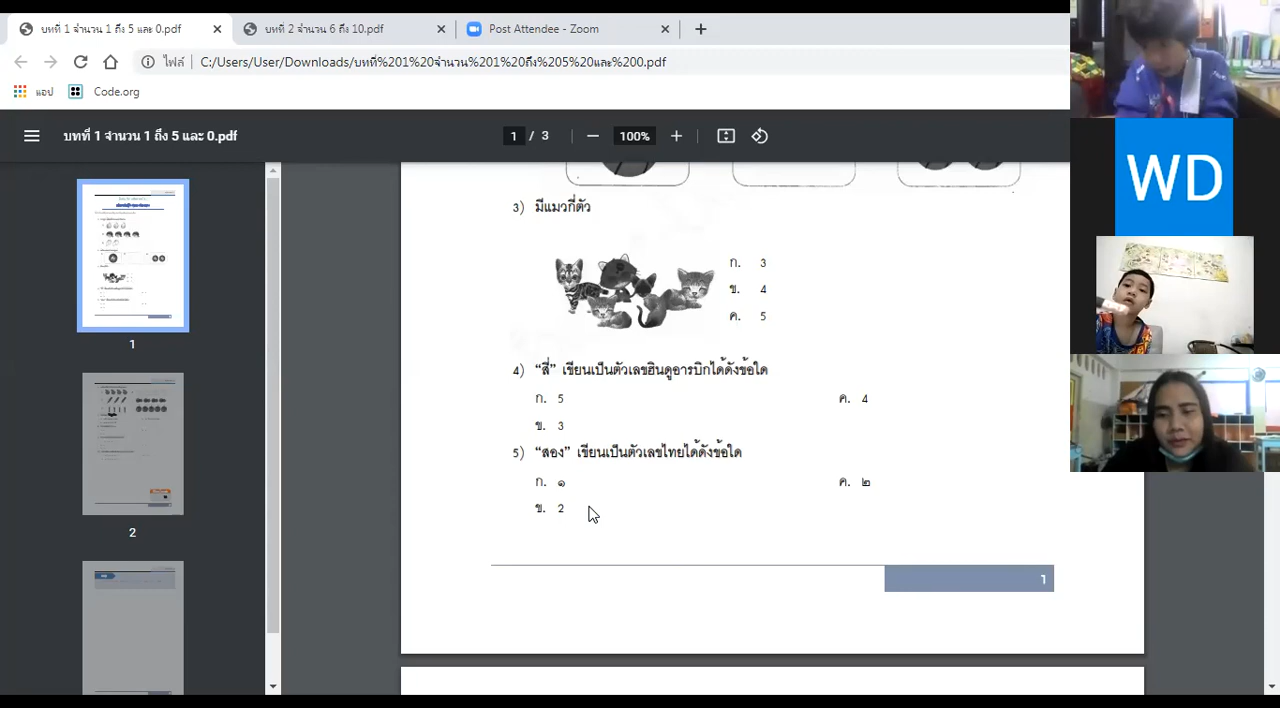 บทที่ 1 จำนวน 1 ถึง 5 และ 0.pdf
บทที่ 2 จำนวน 6 ถึง 10.pdf
Post Attendee - Zoom
ไฟล์ C:/Users/User/Downloads/บทที่%201%20จำนวน%201%20ถึง%205%20และ%200.pdf
แอป Code.org
บทที่ 1 จำนวน 1 ถึง 5 และ 0.pdf
1 / 3
100%
WD
3) มีแมวกี่ตัว
ก. 3
ข. 4
ค. 5
4) “สี่” เขียนเป็นตัวเลขฮินดูอารบิกได้ดังข้อใด
ก. 5 ค. 4
ข. 3
5) “สอง” เขียนเป็นตัวเลขไทยได้ดังข้อใด
ก. ๑ ค. ๒
ข. 2
1
1
2